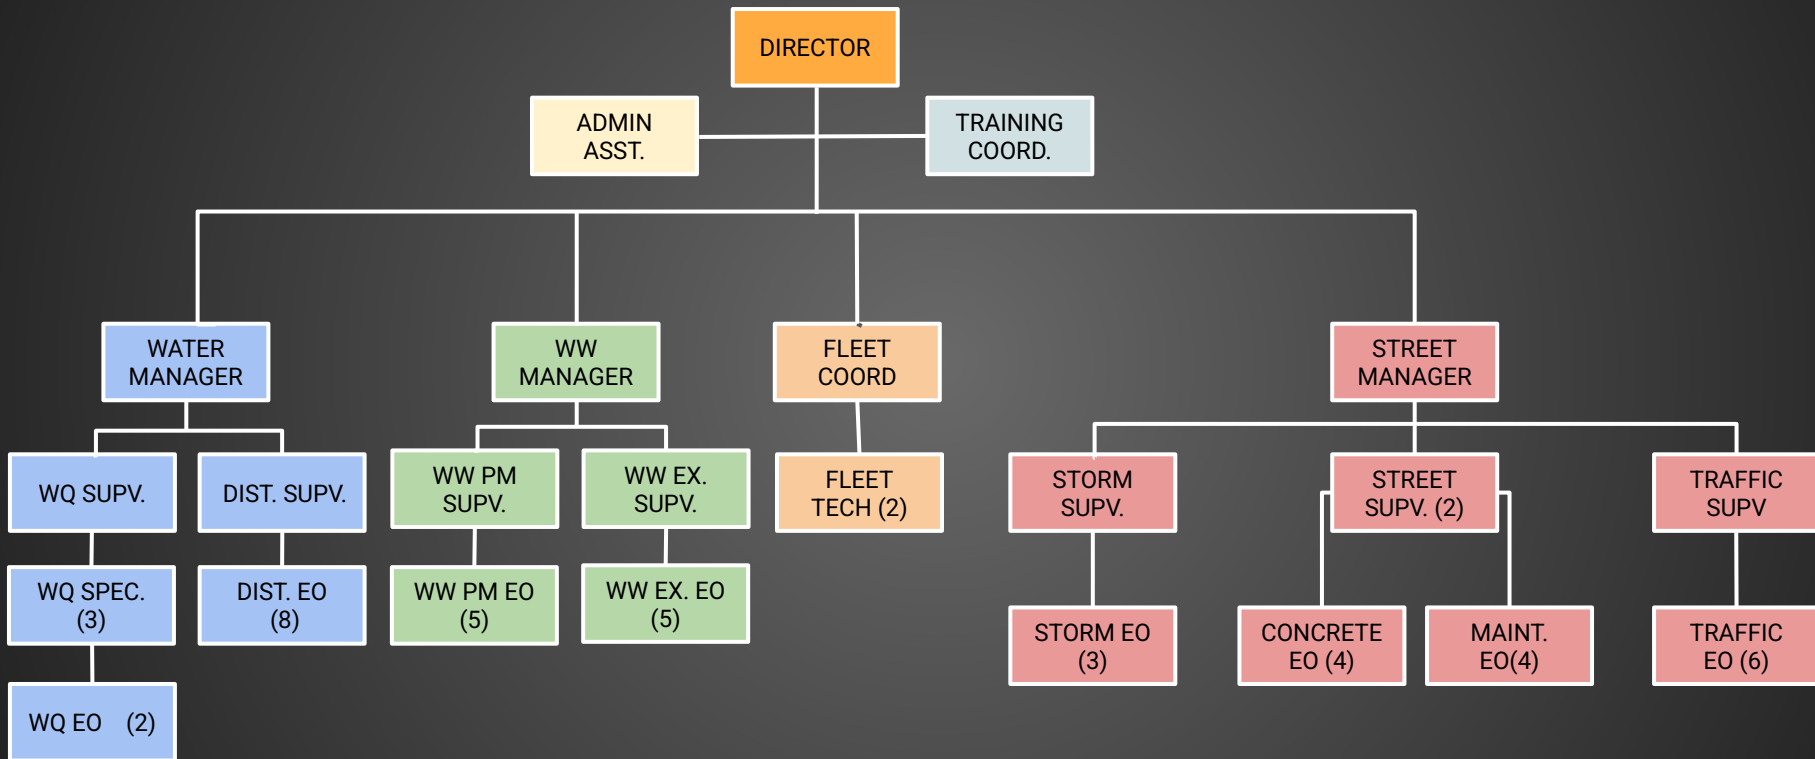 DIRECTOR
ADMIN
ASST.
TRAINING
COORD.
WATER
MANAGER
WW
MANAGER
FLEET
COORD
STREET
MANAGER
WQ SUPV.
DIST. SUPV.
WW PM
SUPV.
WW EX.
SUPV.
FLEET
TECH (2)
STORM
SUPV.
STREET
SUPV. (2)
TRAFFIC
SUPV
WQ SPEC.
(3)
DIST. EO
(8)
WW PM EO
(5)
WW EX. EO
(5)
STORM EO
(3)
CONCRETE
EO (4)
MAINT.
EO(4)
TRAFFIC
EO (6)
WQ EO (2)